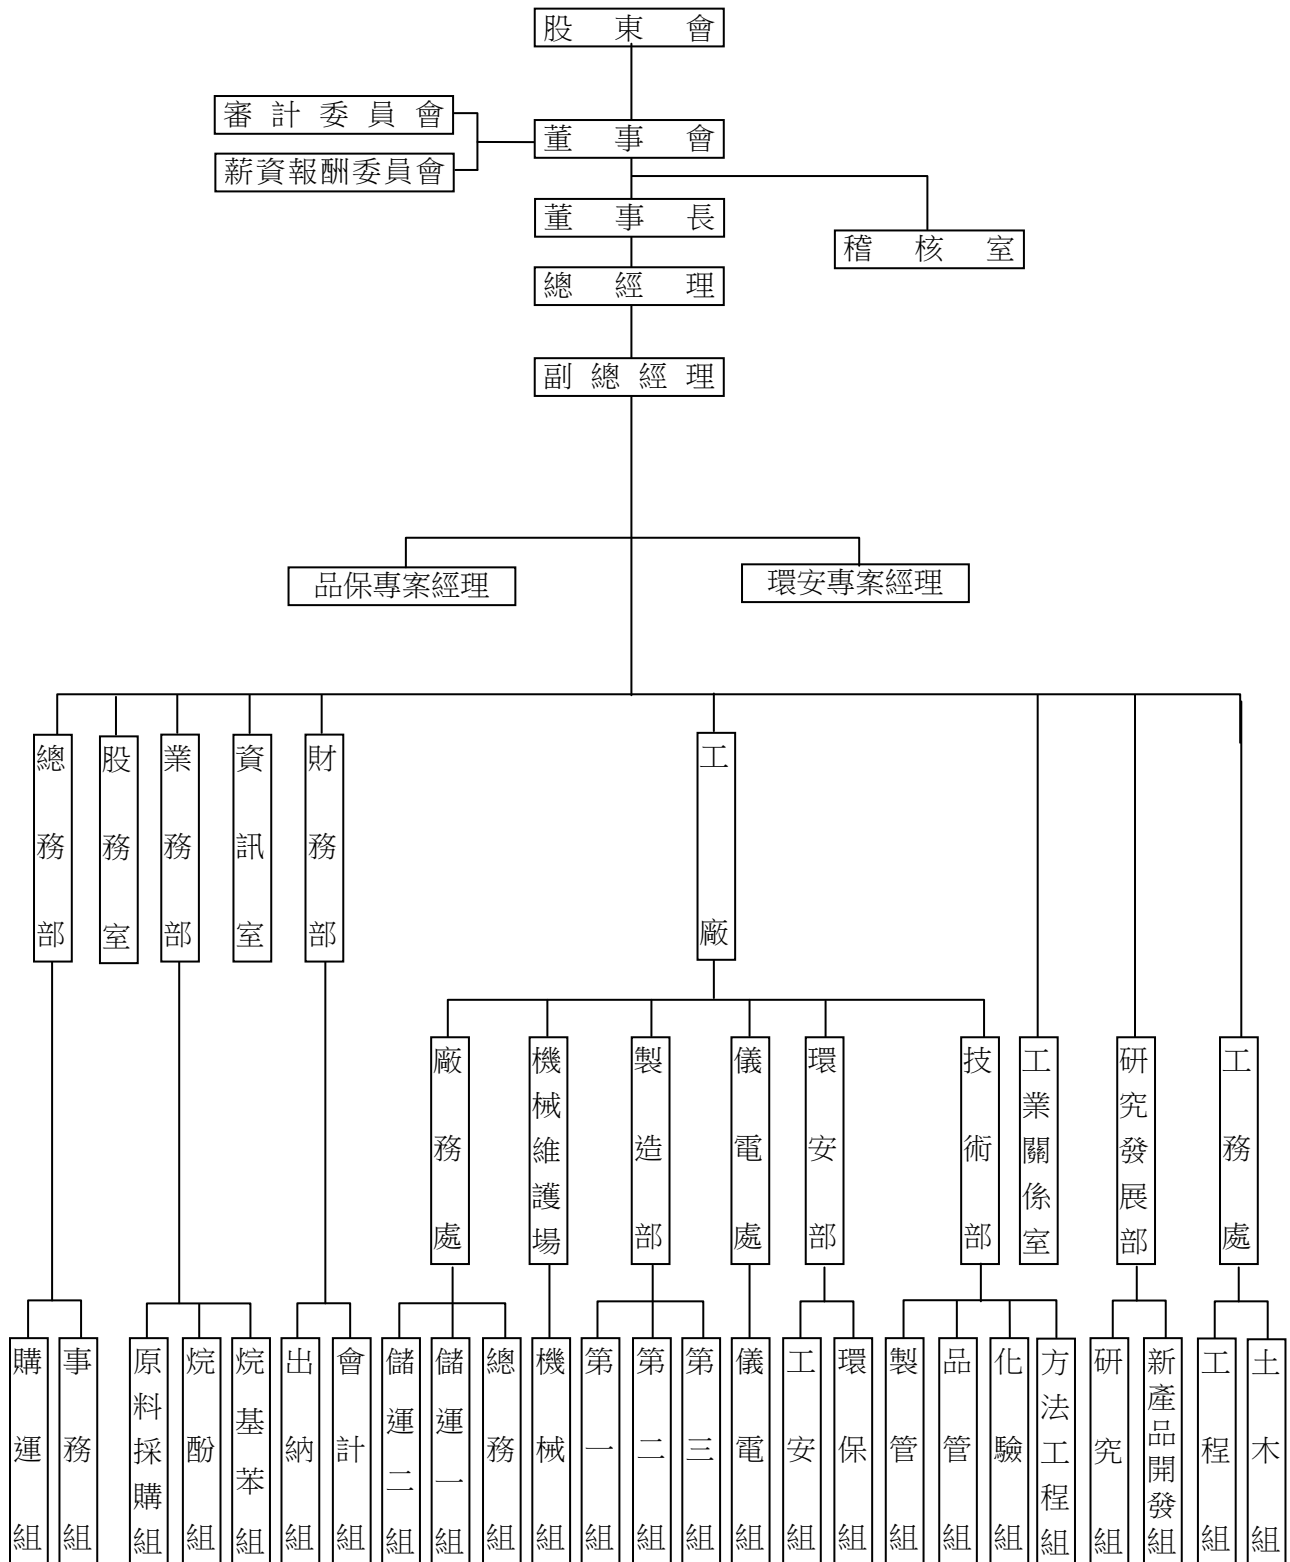 股東會
審計委員會
董事會
薪資報酬委員會
董事長
稽核室
總經理
副總經理
品保專案經理
環安專案經理
總務部
股務室
業務部
資訊室
財務部
工廠
廠務處
機械維護場
製造部
儀電處
環安部
技術部
工業關係室
研究發展部
工務處
購運組
事務組
原料採購組
烷酚組
烷基苯組
出納組
會計組
儲運二組
儲運一組
總務組
機械組
第一組
第二組
第三組
儀電組
工安組
環保組
製管組
品管組
化驗組
方法工程組
研究組
新產品開發組
工程組
土木組